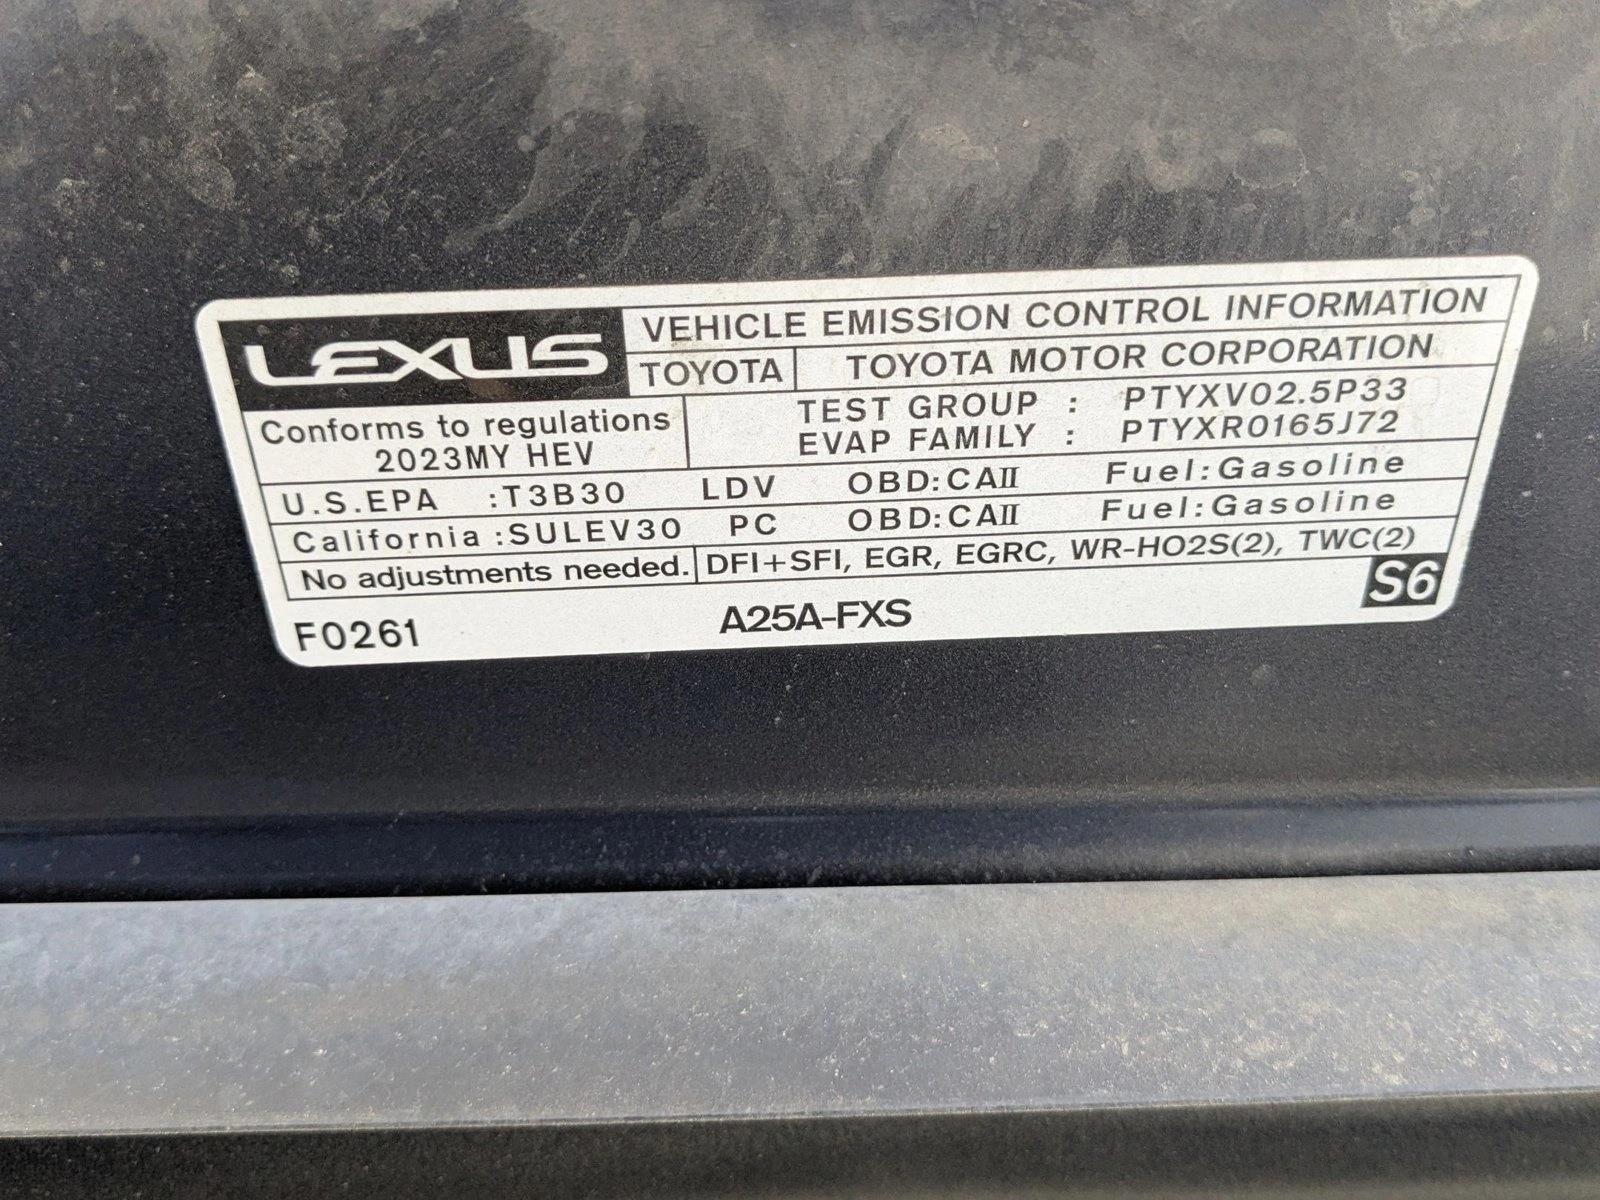 LEXUS VEHICLE EMISSION CONTROL INFORMATION
TOYOTA TOYOTA MOTOR CORPORATION
Conforms to regulations
2023MY HEV
TEST GROUP : PTYXV02.5P33
EVAP FAMILY : PTYXR0165J72
U.S.EPA :T3B30 LDV OBD:CAII Fuel:Gasoline
California :SULEV30 PC OBD:CAII Fuel:Gasoline
No adjustments needed. DFI+SFI, EGR, EGRC, WR-HO2S(2), TWC(2)
F0261 A25A-FXS S6